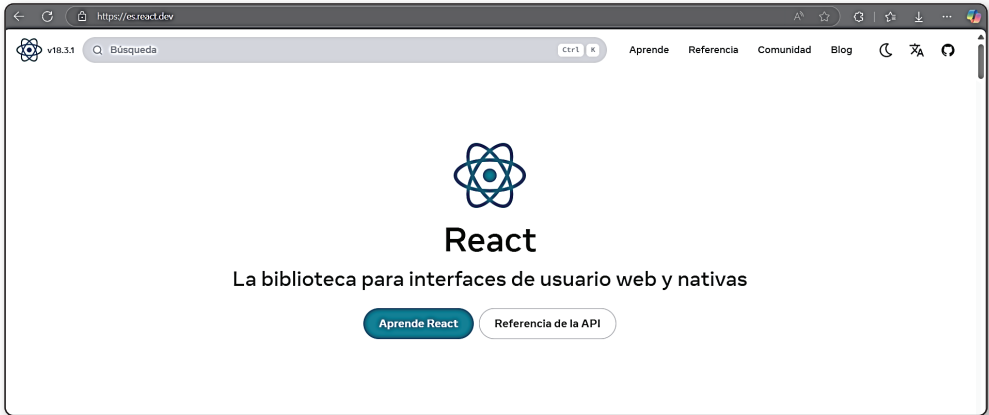 https://es.react.dev
v18.3.1 Búsqueda Ctrl K Aprende Referencia Comunidad Blog
React
La biblioteca para interfaces de usuario web y nativas
Aprende React Referencia de la API